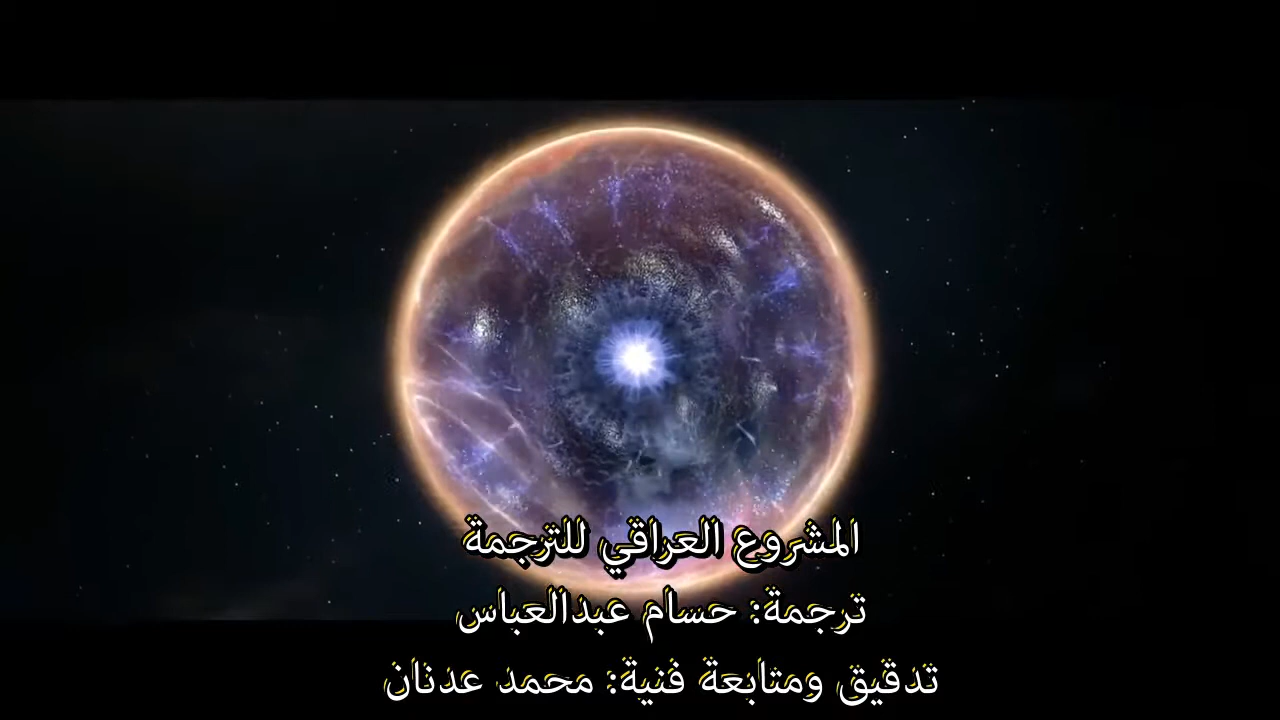 المشروع العراقي للترجمة
ترجمة: حسام عبدالعباس
تدقيق ومتابعة فنية: محمد عدنان